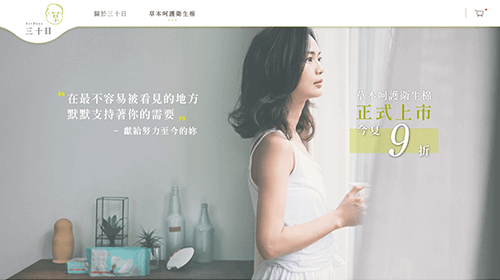 三十日
關於三十日
草本呵護衛生棉
“在最不容易被看見的地方
默默支持著你的需要”
– 獻給努力至今的妳
草本呵護衛生棉
正式上市
今夏 9 折